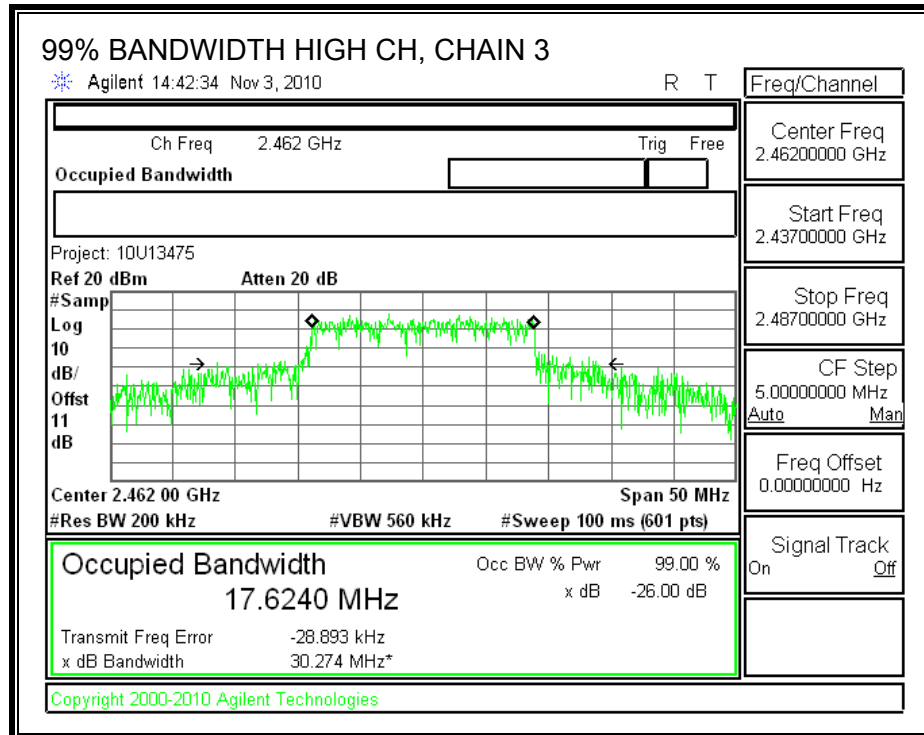 99% BANDWIDTH HIGH CH, CHAIN 3
Agilent 14:42:34 Nov 3, 2010 R T
Ch Freq 2.462 GHz Trig Free
Occupied Bandwidth
Project: 10U13475
Ref 20 dBm Atten 20 dB
#Samp
Log
10
dB/
Offst
11
dB
Center 2.462 00 GHz Span 50 MHz
#Res BW 200 kHz #VBW 560 kHz #Sweep 100 ms (601 pts)
Occupied Bandwidth Occ BW % Pwr 99.00 %
17.6240 MHz x dB -26.00 dB
Transmit Freq Error -28.893 kHz
x dB Bandwidth 30.274 MHz*
Copyright 2000-2010 Agilent Technologies
Freq/Channel
Center Freq
2.46200000 GHz
Start Freq
2.43700000 GHz
Stop Freq
2.48700000 GHz
CF Step
5.00000000 MHz
Auto Man
Freq Offset
0.00000000 Hz
Signal Track
On Off